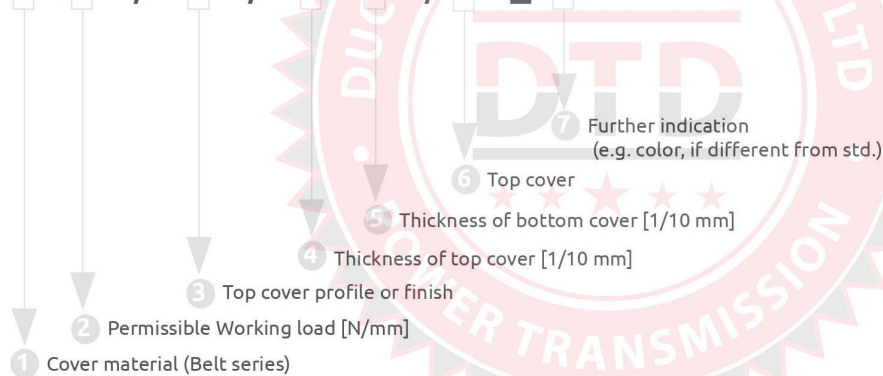 7 Further indication
(e.g. color, if different from std.)
6 Top cover
5 Thickness of bottom cover [1/10 mm]
4 Thickness of top cover [1/10 mm]
3 Top cover profile or finish
2 Permissible Working load [N/mm]
1 Cover material (Belt series)
DTD
LTD
POWER TRANSMISSION